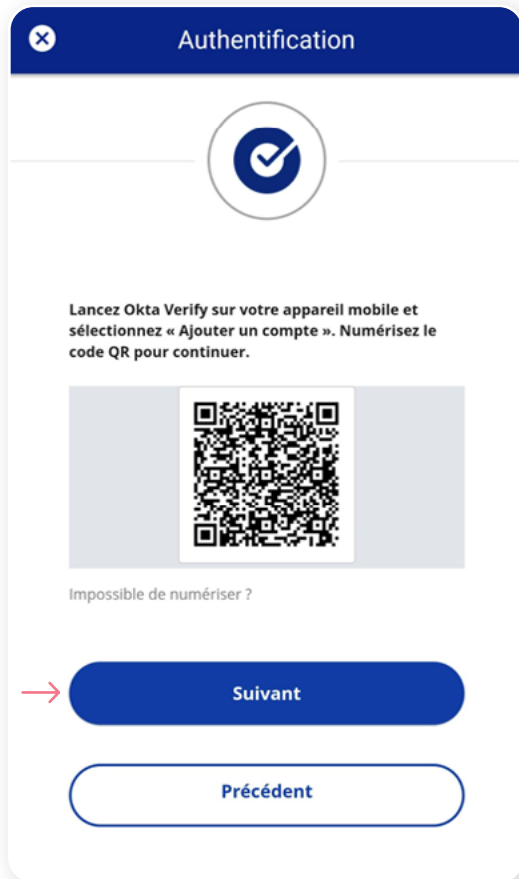 Authentification
Lancez Okta Verify sur votre appareil mobile et
sélectionnez « Ajouter un compte ». Numérisez le
code QR pour continuer.
Impossible de numériser ?
Suivant
Précédent